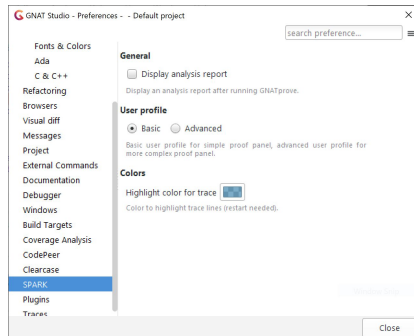 GNAT Studio - Preferences - - Default project
search preference...
Fonts & Colors
Ada
C & C++
Refactoring
Browsers
Visual diff
Messages
Project
External Commands
Documentation
Debugger
Windows
Build Targets
Coverage Analysis
CodePeer
Clearcase
SPARK
Plugins
Traces
General
Display analysis report
Display an analysis report after running GNATprove.
User profile
Basic Advanced
Basic user profile for simple proof panel, advanced user profile for
more complex proof panel.
Colors
Highlight color for trace
Color to highlight trace lines (restart needed).
Close